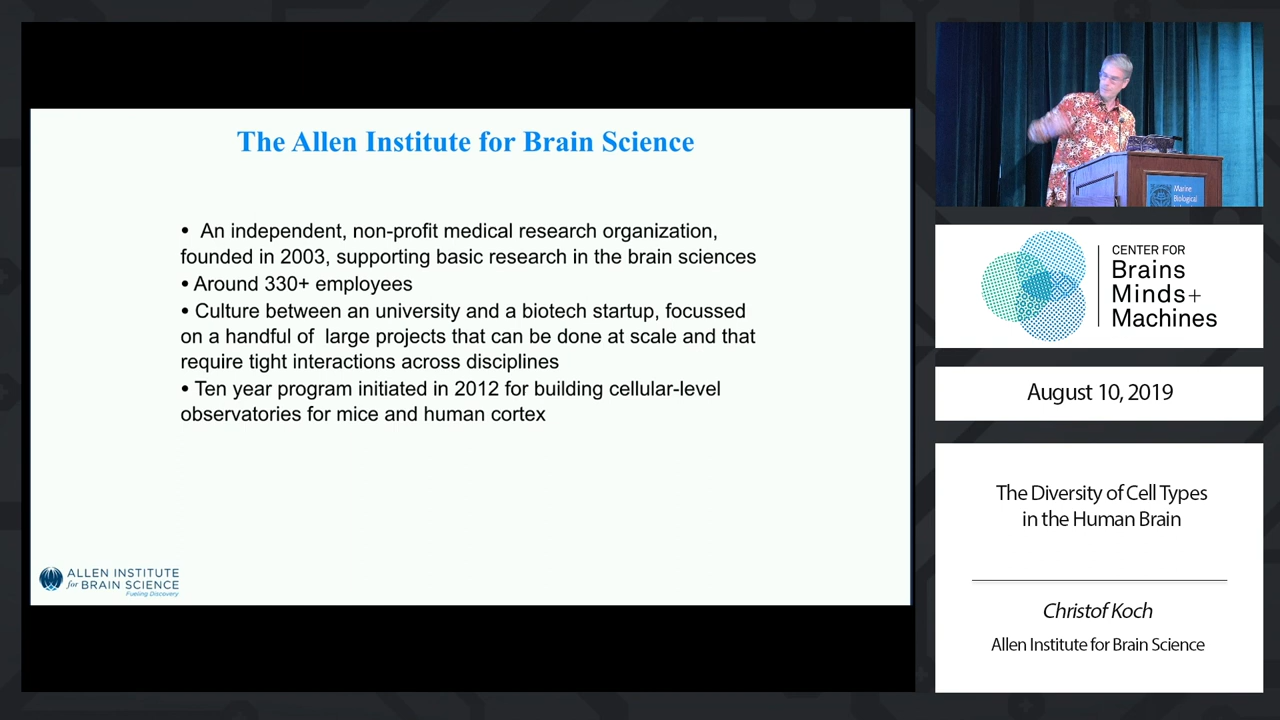 The Allen Institute for Brain Science
• An independent, non-profit medical research organization,
founded in 2003, supporting basic research in the brain sciences
• Around 330+ employees
• Culture between an university and a biotech startup, focussed
on a handful of large projects that can be done at scale and that
require tight interactions across disciplines
• Ten year program initiated in 2012 for building cellular-level
observatories for mice and human cortex
ALLEN INSTITUTE
for BRAIN SCIENCE
Fueling Discovery
Marine
Biological
CENTER FOR
Brains
Minds+
Machines
August 10, 2019
The Diversity of Cell Types
in the Human Brain
Christof Koch
Allen Institute for Brain Science